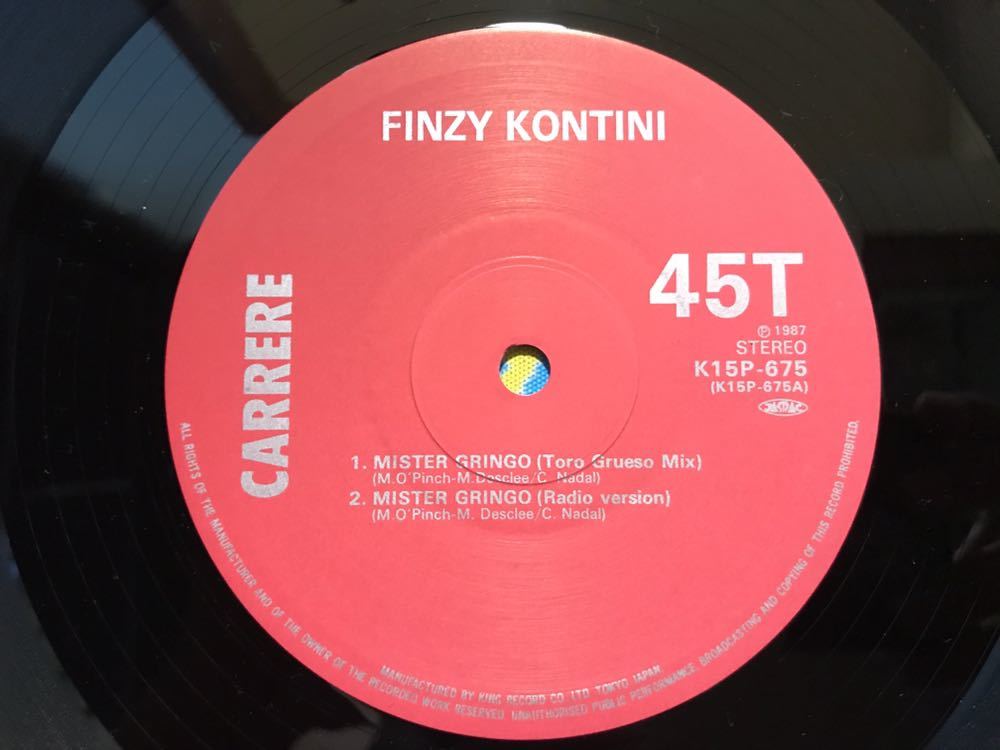 FINZY KONTINI
CARRERE
45T
Ⓟ 1987
STEREO
K15P-675
(K15P-675A)
JASRAC
1. MISTER GRINGO (Toro Grueso Mix)
(M.O'Pinch-M.Desclee/C. Nadal)
2. MISTER GRINGO (Radio version)
(M.O'Pinch-M. Desclee/C. Nadal)
MANUFACTURED BY KING RECORD CO. LTD. TOKYO JAPAN.
ALL RIGHTS OF THE MANUFACTURER AND OF THE OWNER OF THE RECORDED WORK RESERVED. UNAUTHORISED PUBLIC PERFORMANCE, BROADCASTING AND COPYING OF THIS RECORD PROHIBITED.